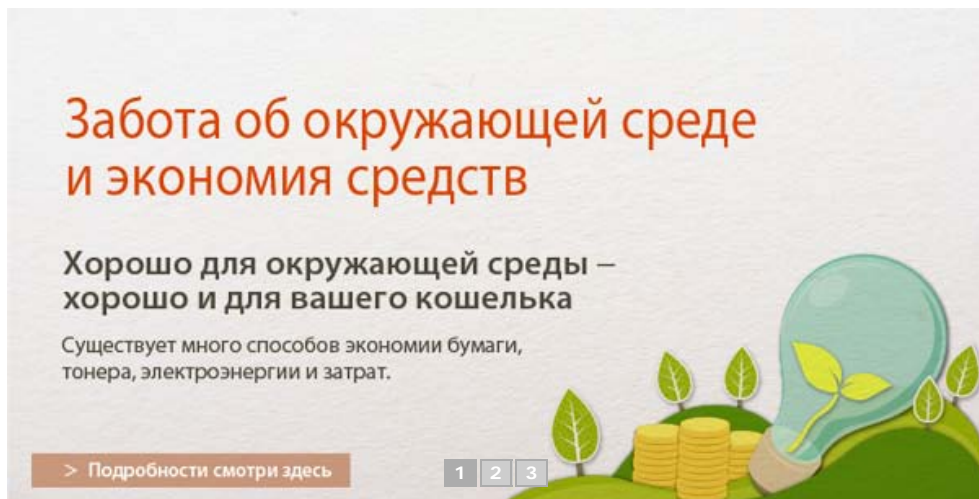 Забота об окружающей среде
и экономия средств
Хорошо для окружающей среды –
хорошо и для вашего кошелька
Существует много способов экономии бумаги,
тонера, электроэнергии и затрат.
> Подробности смотри здесь
1 2 3